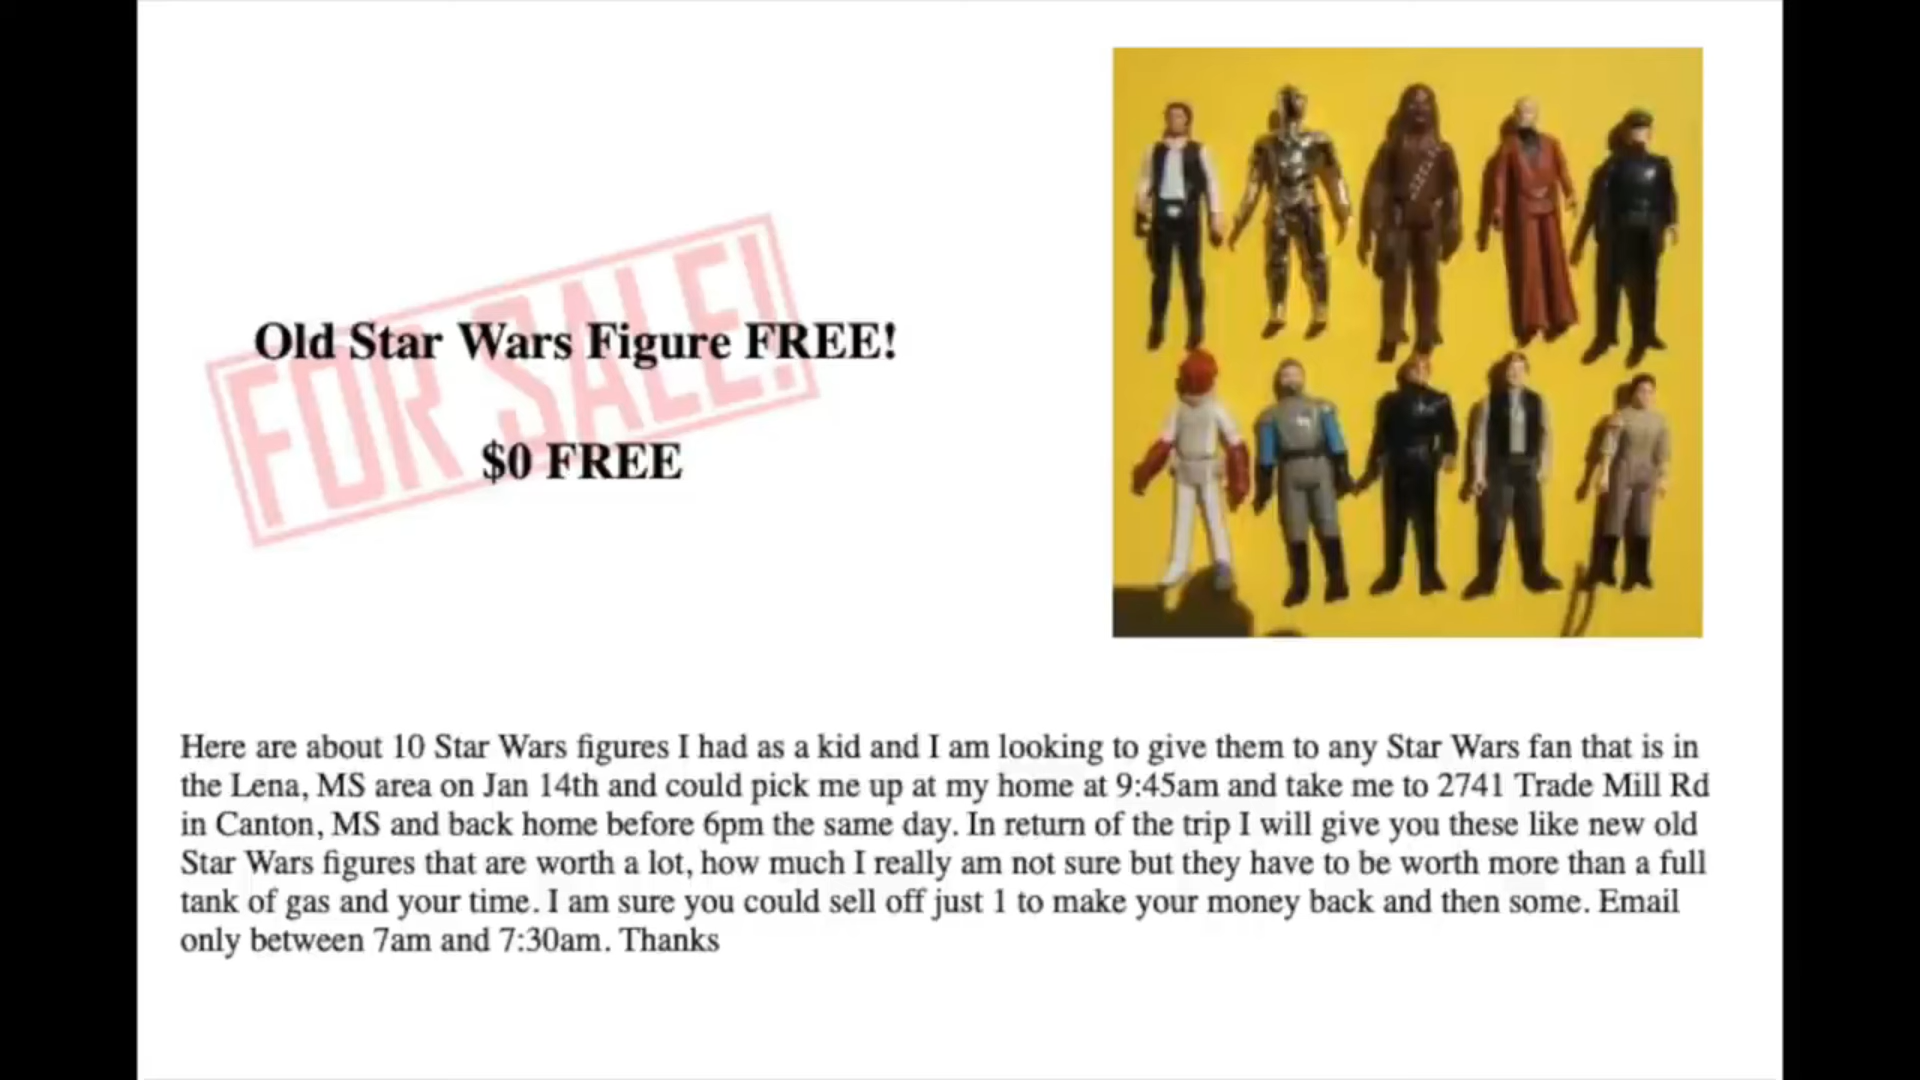 FOR SALE!
Old Star Wars Figure FREE!
$0 FREE
Here are about 10 Star Wars figures I had as a kid and I am looking to give them to any Star Wars fan that is in
the Lena, MS area on Jan 14th and could pick me up at my home at 9:45am and take me to 2741 Trade Mill Rd
in Canton, MS and back home before 6pm the same day. In return of the trip I will give you these like new old
Star Wars figures that are worth a lot, how much I really am not sure but they have to be worth more than a full
tank of gas and your time. I am sure you could sell off just 1 to make your money back and then some. Email
only between 7am and 7:30am. Thanks